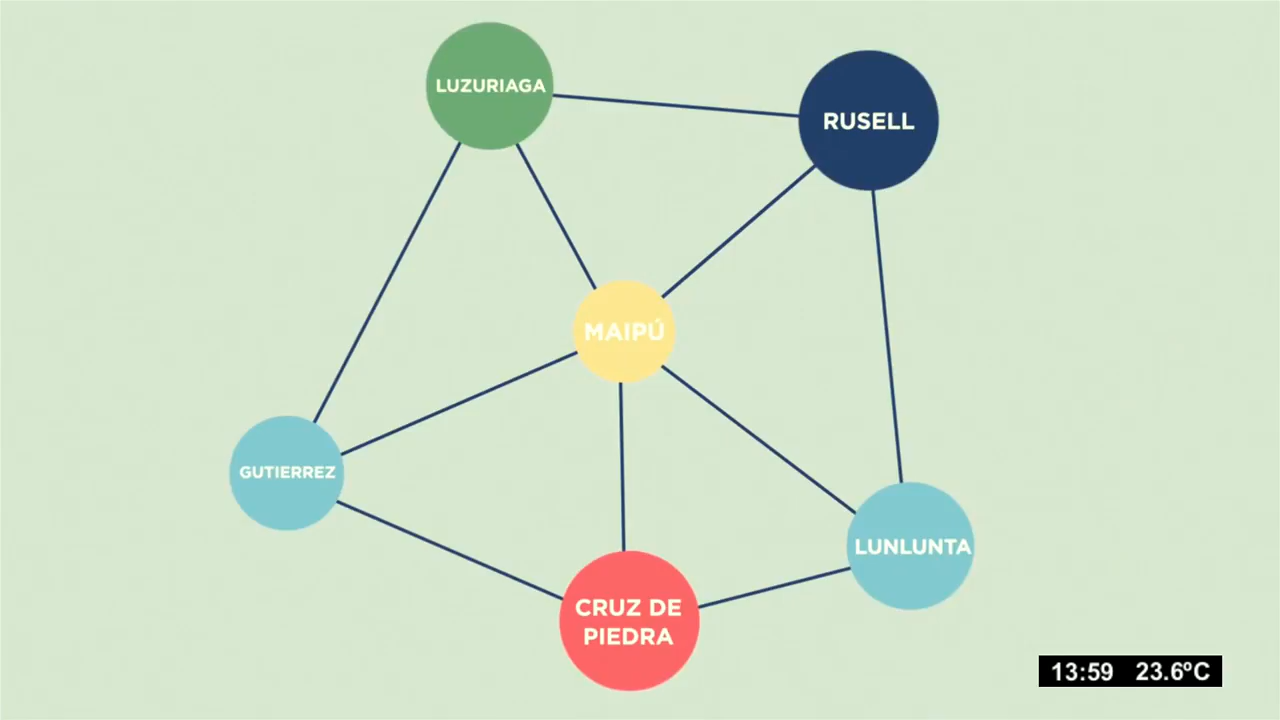 LUZURIAGA
RUSELL
MAIPÚ
GUTIERREZ
LUNLUNTA
CRUZ DE
PIEDRA
13:59 23.6ºC